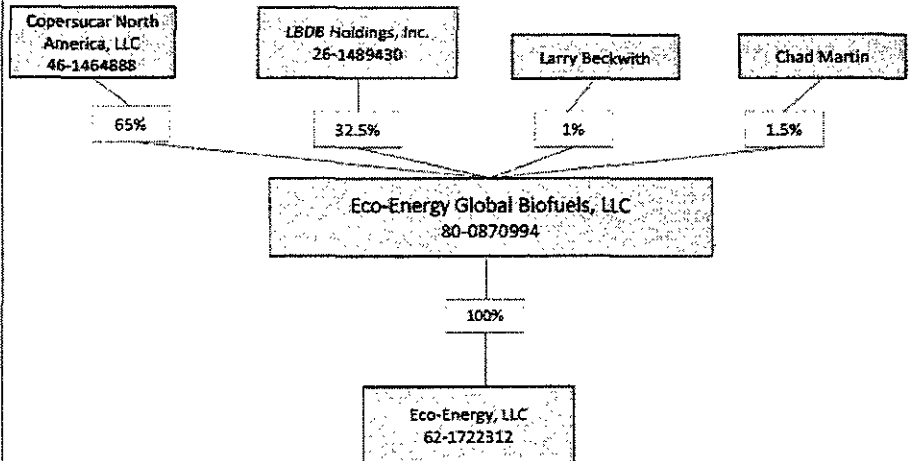 Copersucar North
America, LLC
46-1464888
LBDB Holdings, Inc.
26-1489430
Larry Beckwith
Chad Martin
65%
32.5%
1%
1.5%
Eco-Energy Global Biofuels, LLC
80-0870994
100%
Eco-Energy, LLC
62-1722312